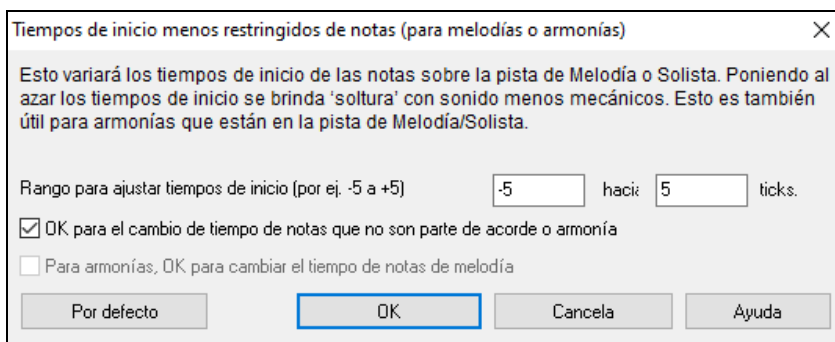 Tiempos de inicio menos restringidos de notas (para melodías o armonías)
Esto variará los tiempos de inicio de las notas sobre la pista de Melodía o Solista. Poniendo al
azar los tiempos de inicio se brinda ‘soltura’ con sonido menos mecánicos. Esto es también
útil para armonías que están en la pista de Melodía/Solista.
Rango para ajustar tiempos de inicio (por ej. -5 a +5) -5 hacia 5 ticks.
OK para el cambio de tiempo de notas que no son parte de acorde o armonía
Para armonías, OK para cambiar el tiempo de notas de melodía
Por defecto OK Cancela Ayuda